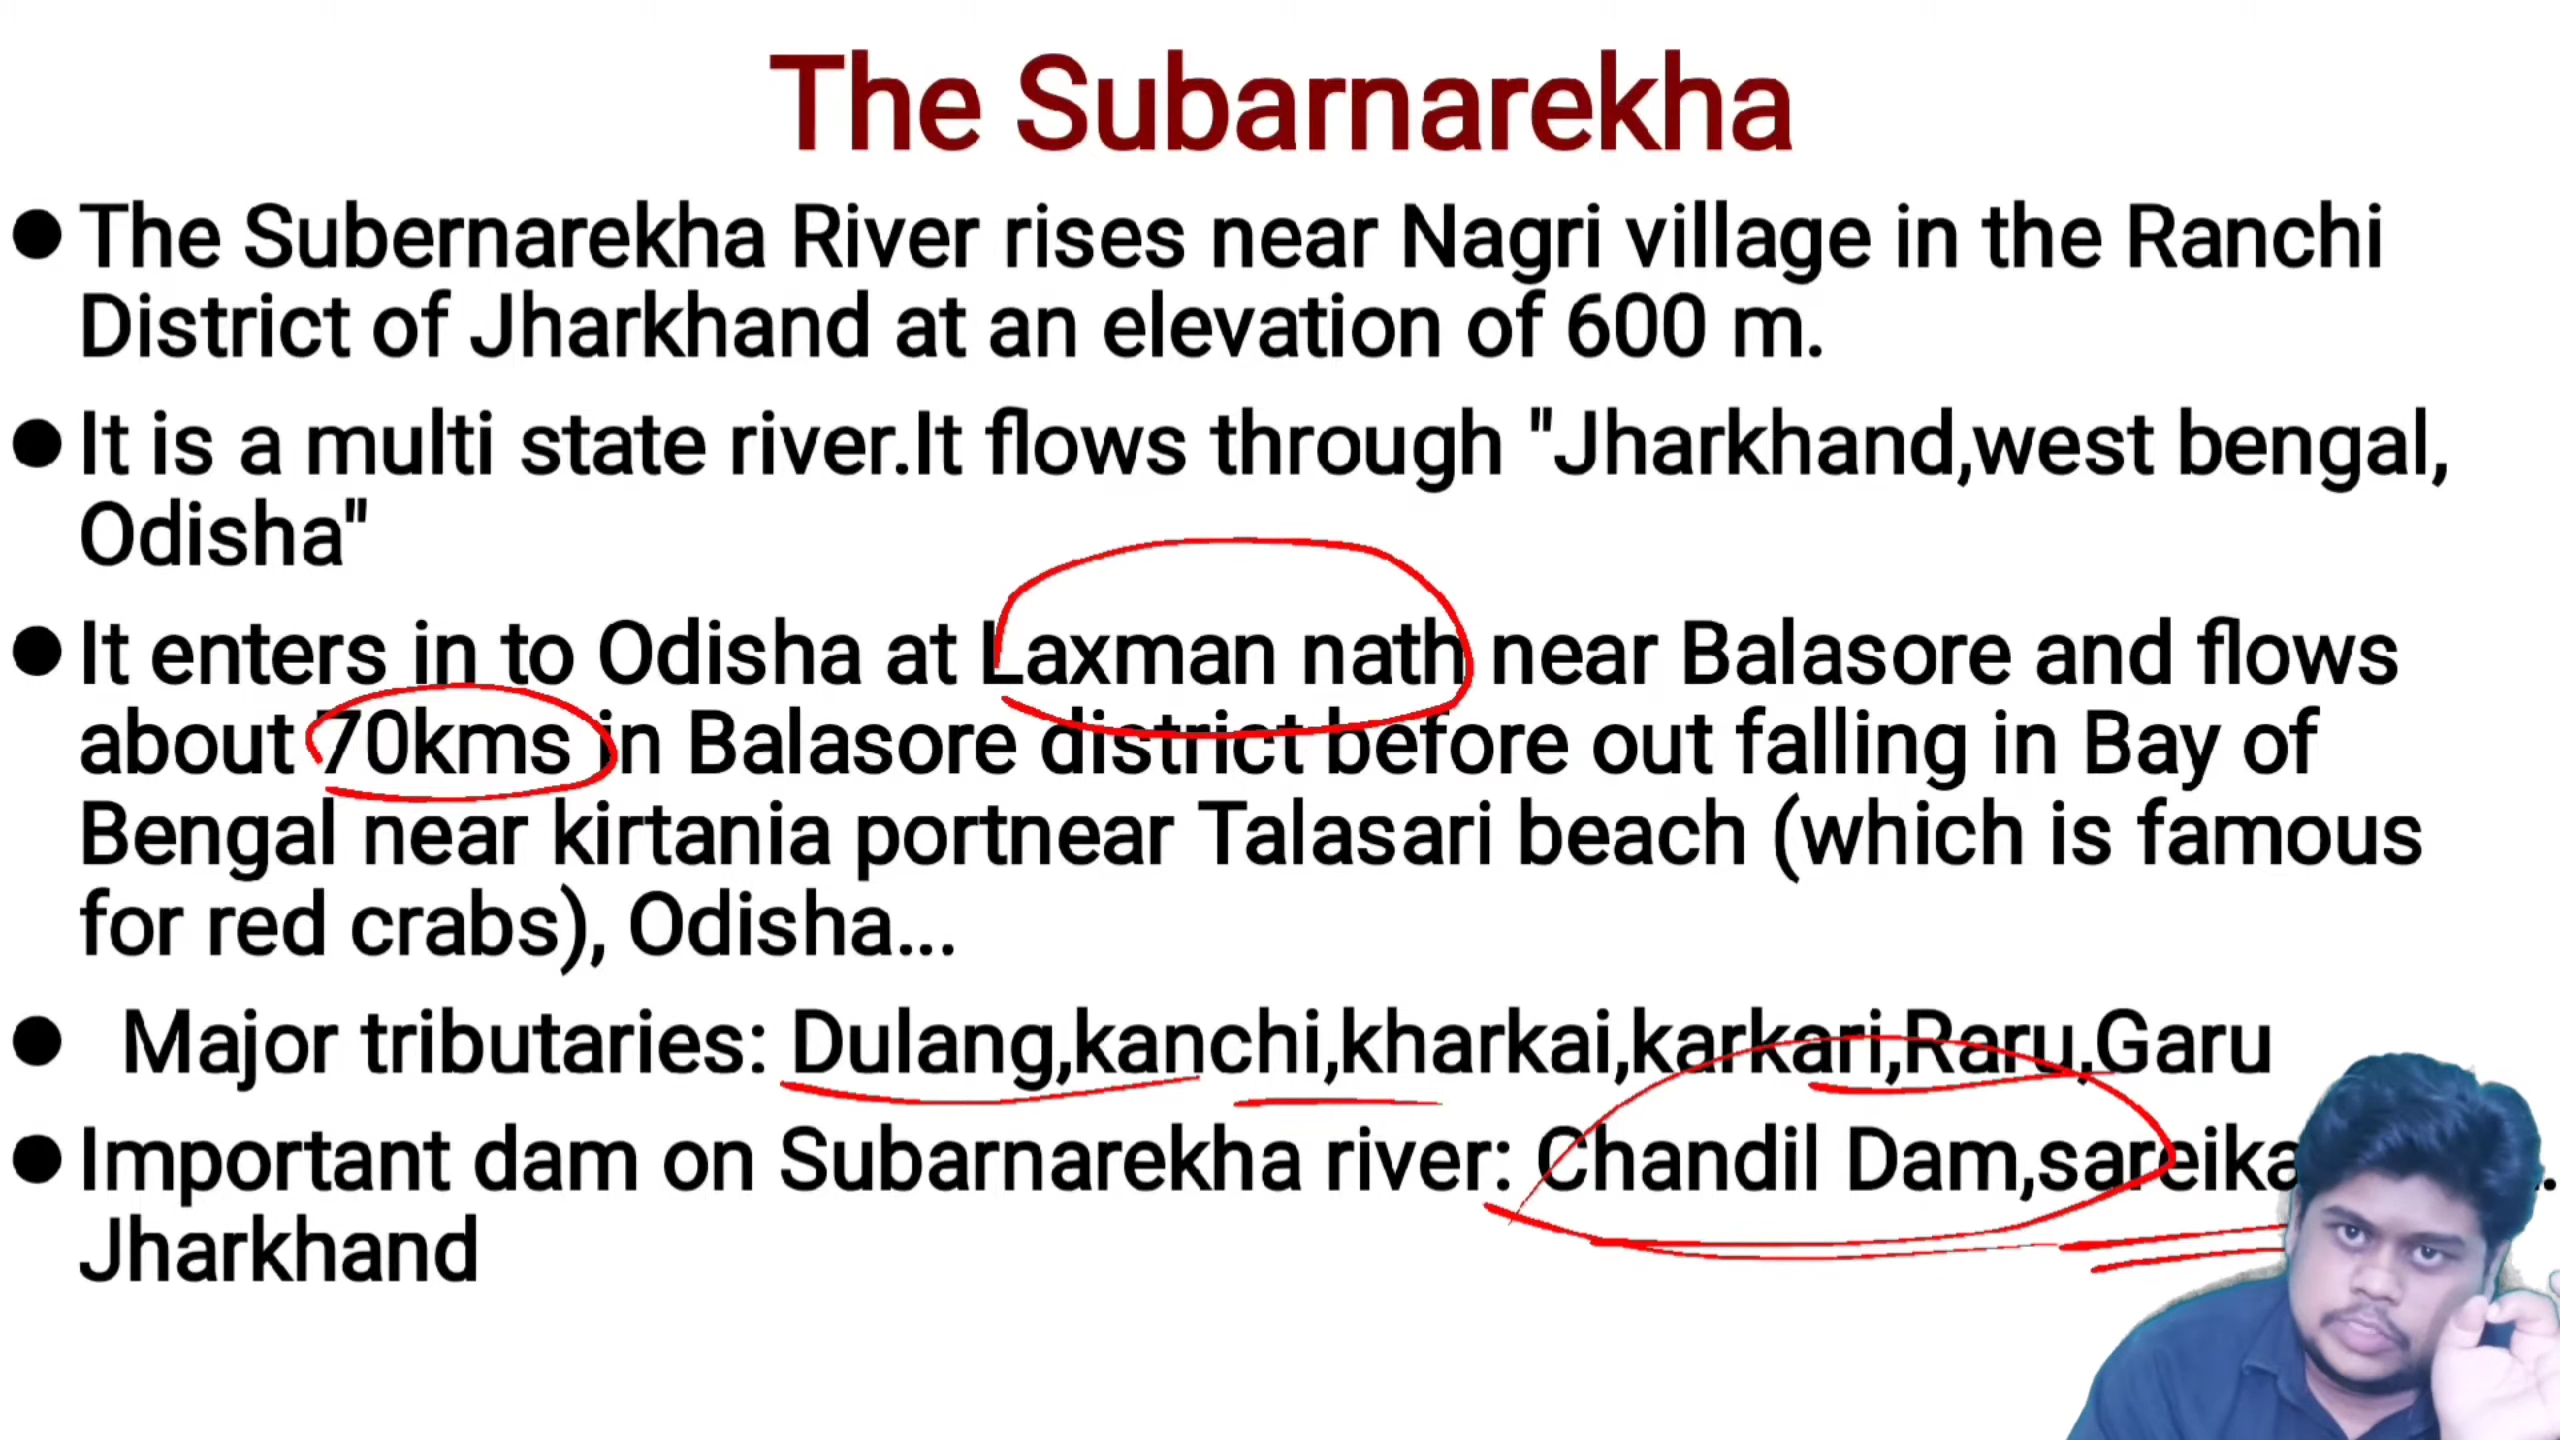 The Subarnarekha
● The Subernarekha River rises near Nagri village in the Ranchi
District of Jharkhand at an elevation of 600 m.
● It is a multi state river.It flows through "Jharkhand,west bengal,
Odisha"
● It enters in to Odisha at Laxman nath near Balasore and flows
about 70kms in Balasore district before out falling in Bay of
Bengal near kirtania portnear Talasari beach (which is famous
for red crabs), Odisha...
● Major tributaries: Dulang,kanchi,kharkai,karkari,Raru,Garu
● Important dam on Subarnarekha river: Chandil Dam,
Jharkhand